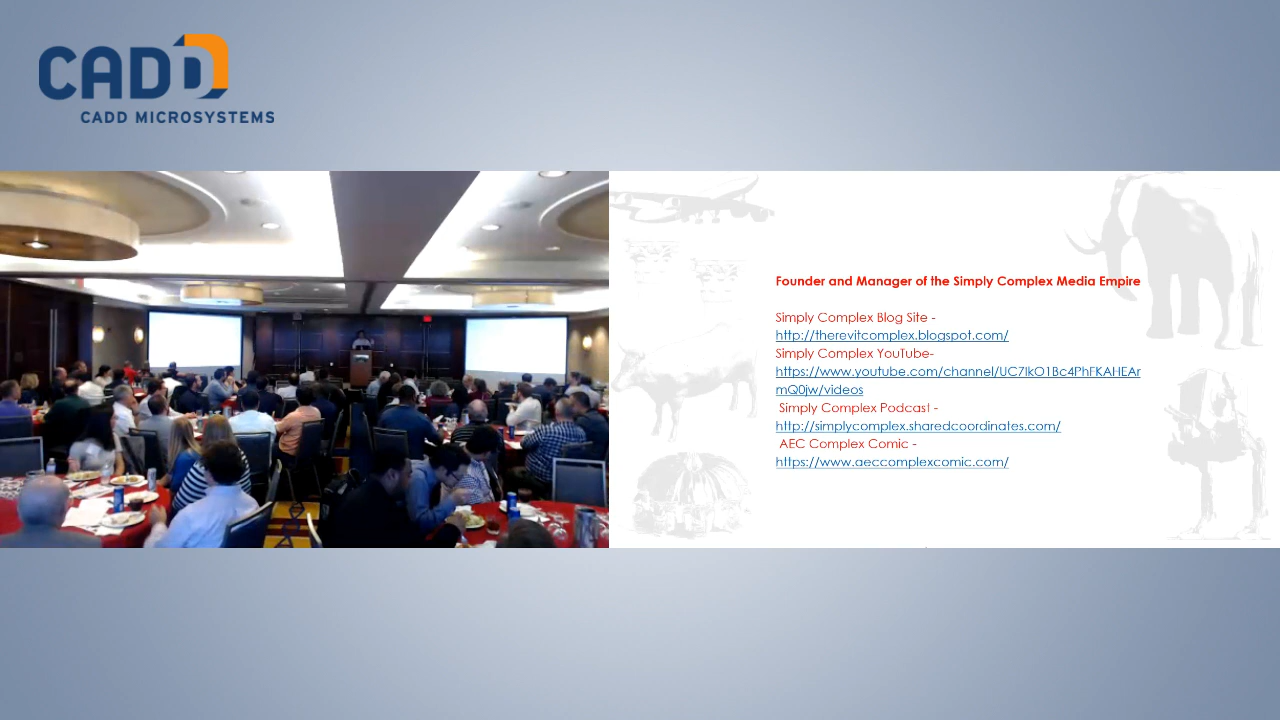 CADD
CADD MICROSYSTEMS
Founder and Manager of the Simply Complex Media Empire
Simply Complex Blog Site -
http://therevitcomplex.blogspot.com/
Simply Complex YouTube-
https://www.youtube.com/channel/UC7IkO1Bc4PhFKAHEAr
mQ0jw/videos
Simply Complex Podcast -
http://simplycomplex.sharedcoordinates.com/
AEC Complex Comic -
https://www.aeccomplexcomic.com/